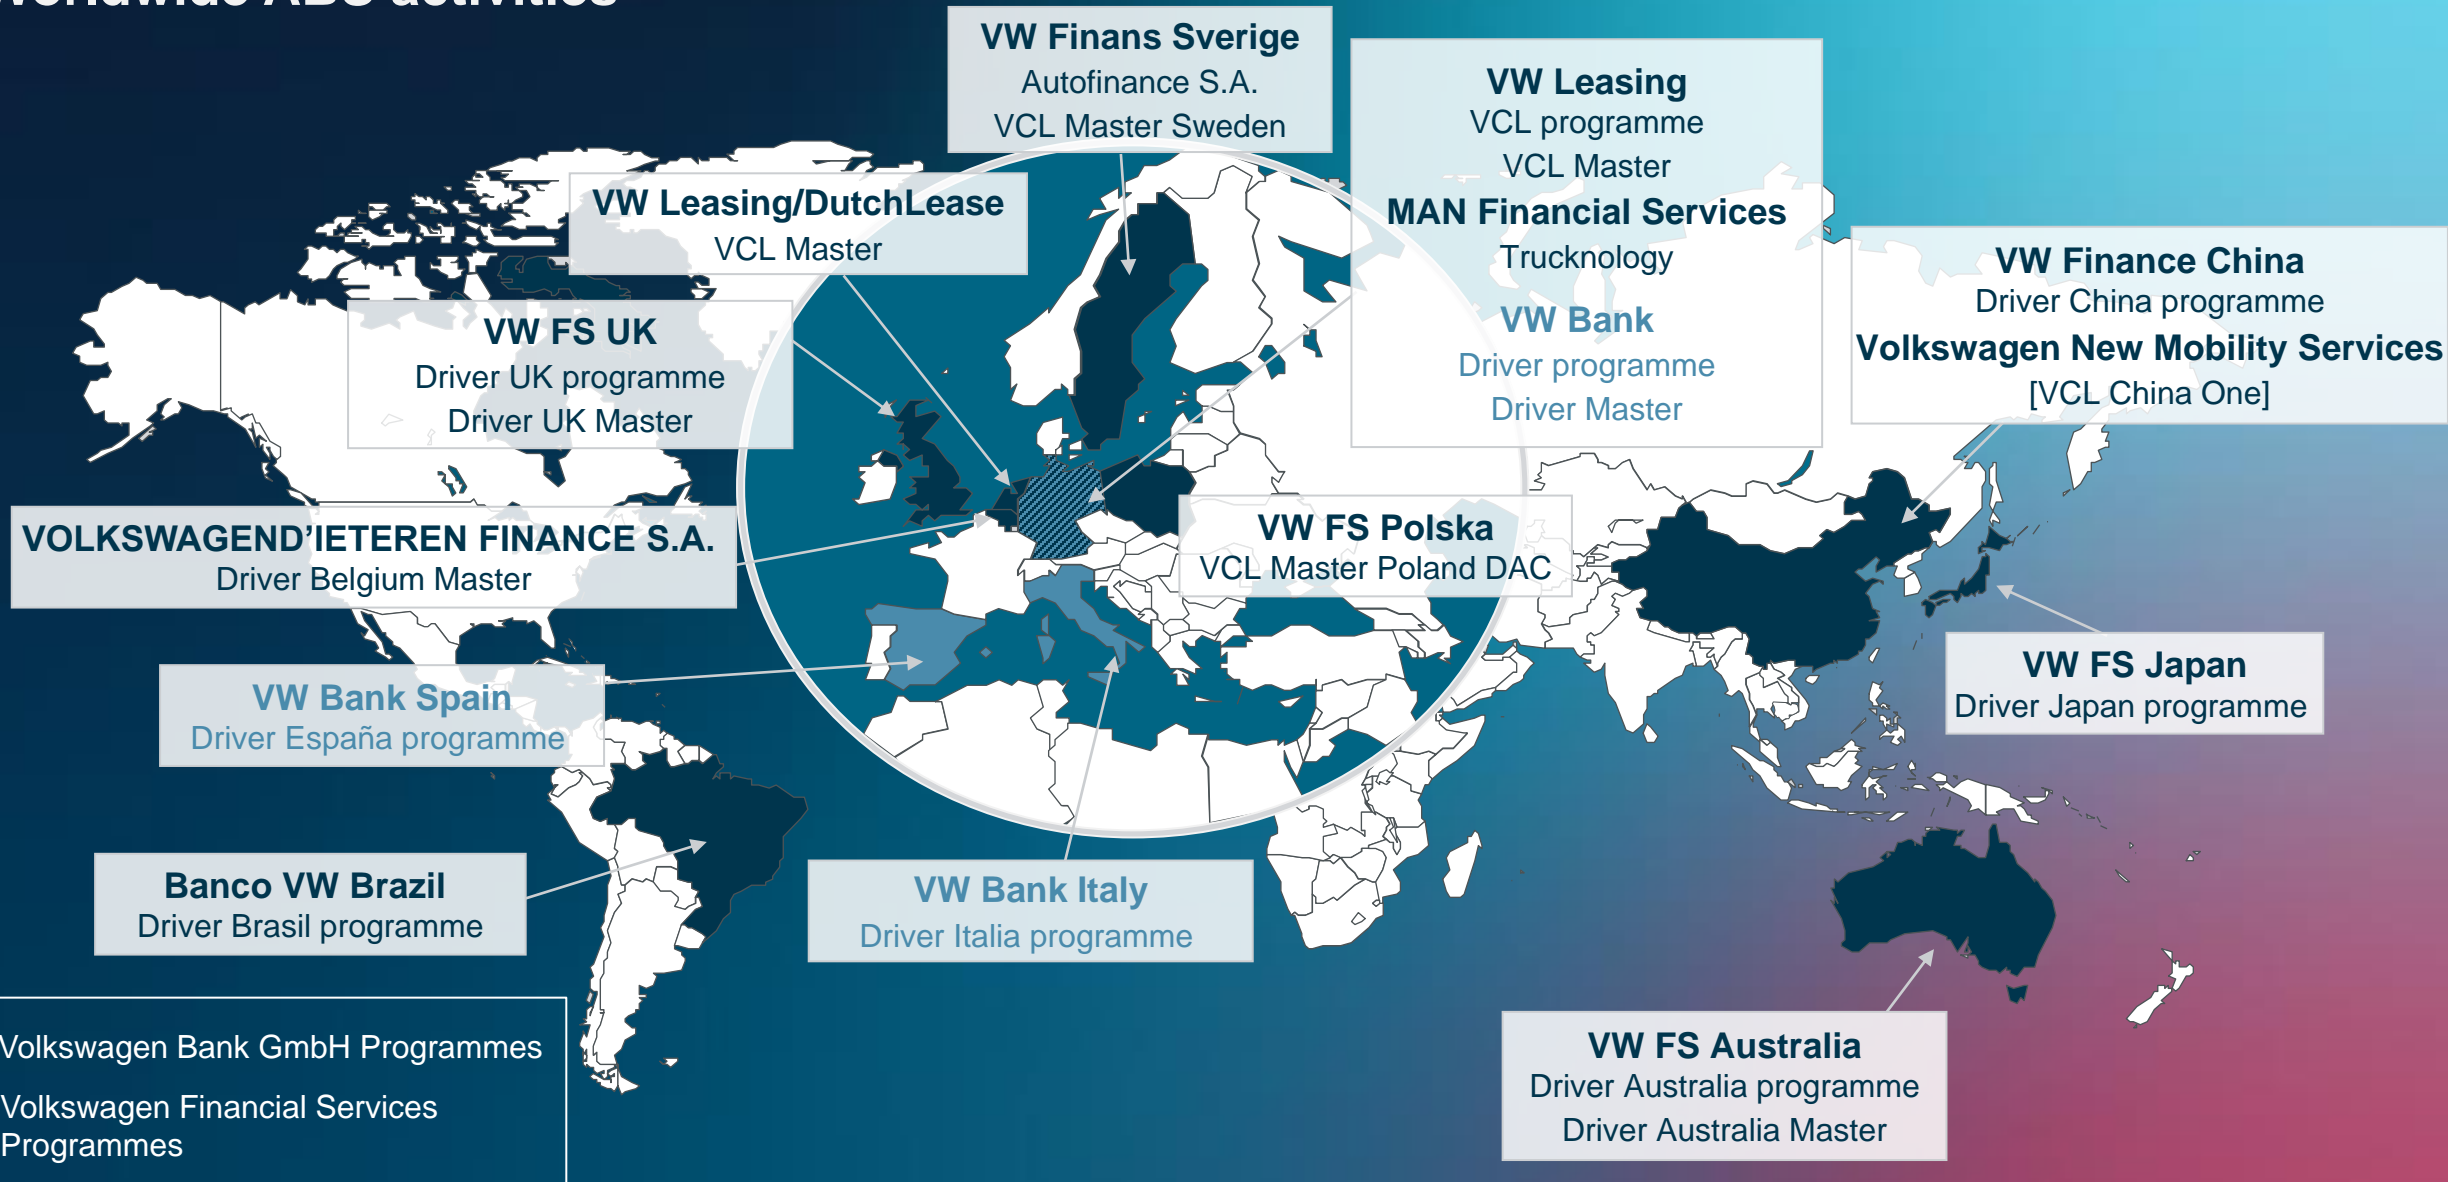 Worldwide ABS activities
VW Finans Sverige
Autofinance S.A.
VCL Master Sweden
VW Leasing
VCL programme
VCL Master
MAN Financial Services
Trucknology
VW Bank
Driver programme
Driver Master
VW Leasing/DutchLease
VCL Master
VW Finance China
Driver China programme
Volkswagen New Mobility Services
[VCL China One]
VW FS UK
Driver UK programme
Driver UK Master
VOLKSWAGEND'IETEREN FINANCE S.A.
Driver Belgium Master
VW FS Polska
VCL Master Poland DAC
VW Bank Spain
Driver España programme
VW FS Japan
Driver Japan programme
Banco VW Brazil
Driver Brasil programme
VW Bank Italy
Driver Italia programme
VW FS Australia
Driver Australia programme
Driver Australia Master
Volkswagen Bank GmbH Programmes
Volkswagen Financial Services
Programmes